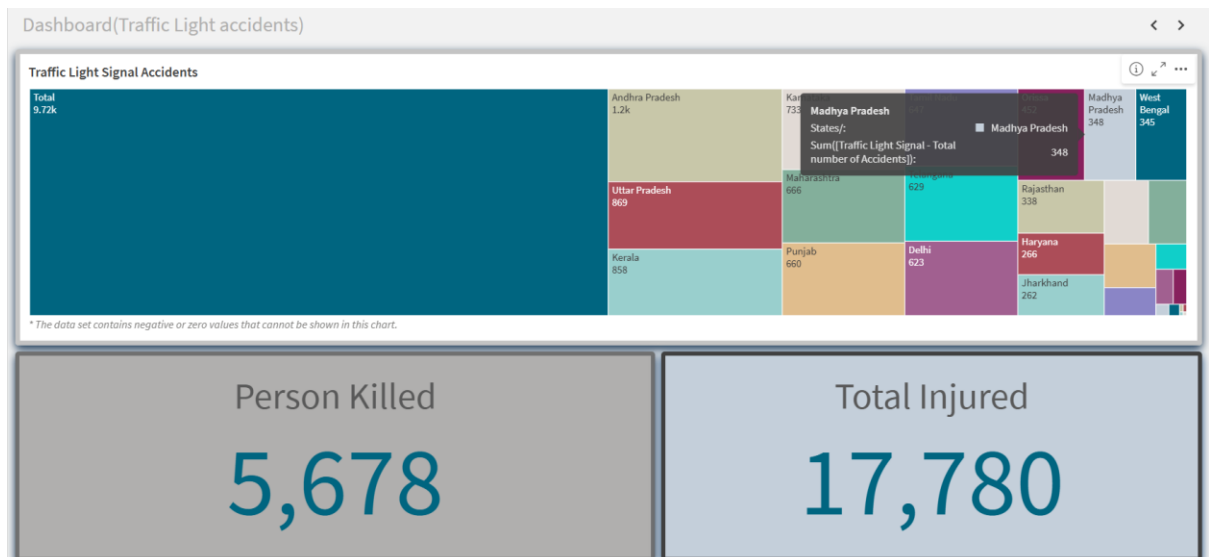 Dashboard(Traffic Light accidents)
Traffic Light Signal Accidents
Total
9.72k
Andhra Pradesh
1.2k
Uttar Pradesh
869
Kerala
858
733
Maharashtra
666
Punjab
660
629
Delhi
623
452
Madhya
Pradesh
348
West
Bengal
345
Rajasthan
338
Haryana
266
Jharkhand
262
Madhya Pradesh
States/:
Madhya Pradesh
Sum([Traffic Light Signal - Total
number of Accidents]):
348
* The data set contains negative or zero values that cannot be shown in this chart.
Person Killed
5,678
Total Injured
17,780